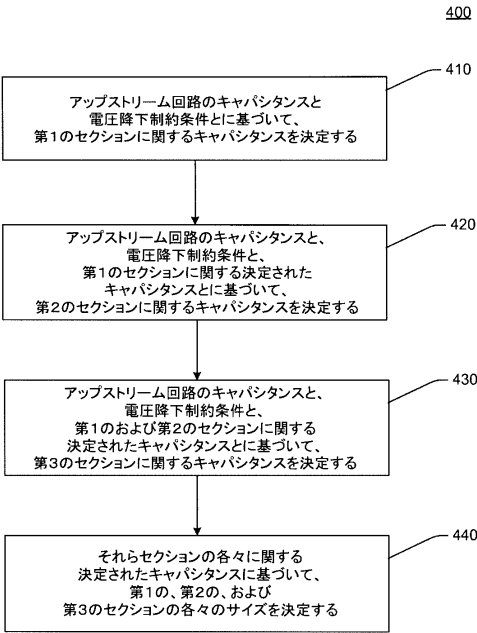 400
410
アップストリーム回路のキャパシタンスと
電圧降下制約条件とに基づいて、
第1のセクションに関するキャパシタンスを決定する
420
アップストリーム回路のキャパシタンスと、
電圧降下制約条件と、
第1のセクションに関する決定された
キャパシタンスとに基づいて、
第2のセクションに関するキャパシタンスを決定する
430
アップストリーム回路のキャパシタンスと、
電圧降下制約条件と、
第1のおよび第2のセクションに関する
決定されたキャパシタンスとに基づいて、
第3のセクションに関するキャパシタンスを決定する
440
それらセクションの各々に関する
決定されたキャパシタンスに基づいて、
第1の、第2の、および
第3のセクションの各々のサイズを決定する